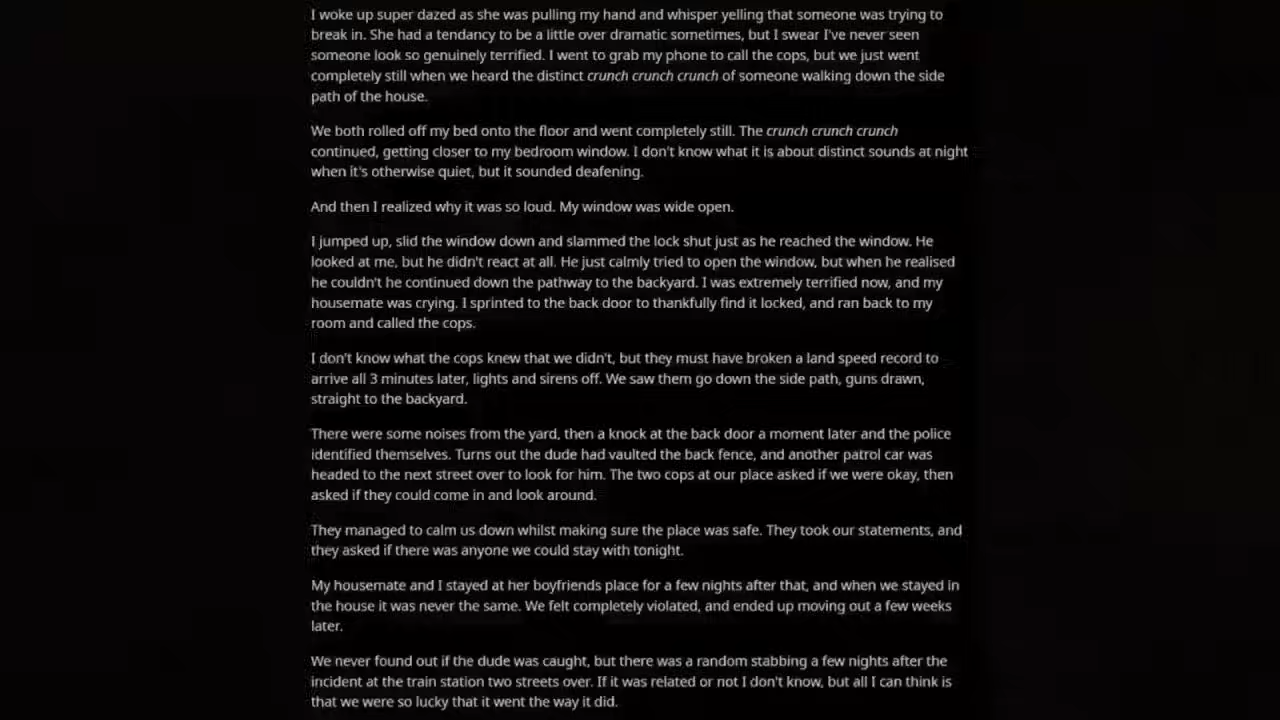 I woke up super dazed as she was pulling my hand and whisper yelling that someone was trying to
break in. She had a tendancy to be a little over dramatic sometimes, but I swear I've never seen
someone look so genuinely terrified. I went to grab my phone to call the cops, but we just went
completely still when we heard the distinct crunch crunch crunch of someone walking down the side
path of the house.
We both rolled off my bed onto the floor and went completely still. The crunch crunch crunch
continued, getting closer to my bedroom window. I don't know what it is about distinct sounds at night
when it's otherwise quiet, but it sounded deafening.
And then I realized why it was so loud. My window was wide open.
I jumped up, slid the window down and slammed the lock shut just as he reached the window. He
looked at me, but he didn't react at all. He just calmly tried to open the window, but when he realised
he couldn't he continued down the pathway to the backyard. I was extremely terrified now, and my
housemate was crying. I sprinted to the back door to thankfully find it locked, and ran back to my
room and called the cops.
I don't know what the cops knew that we didn't, but they must have broken a land speed record to
arrive all 3 minutes later, lights and sirens off. We saw them go down the side path, guns drawn,
straight to the backyard.
There were some noises from the yard, then a knock at the back door a moment later and the police
identified themselves. Turns out the dude had vaulted the back fence, and another patrol car was
headed to the next street over to look for him. The two cops at our place asked if we were okay, then
asked if they could come in and look around.
They managed to calm us down whilst making sure the place was safe. They took our statements, and
they asked if there was anyone we could stay with tonight.
My housemate and I stayed at her boyfriends place for a few nights after that, and when we stayed in
the house it was never the same. We felt completely violated, and ended up moving out a few weeks
later.
We never found out if the dude was caught, but there was a random stabbing a few nights after the
incident at the train station two streets over. If it was related or not I don't know, but all I can think is
that we were so lucky that it went the way it did.